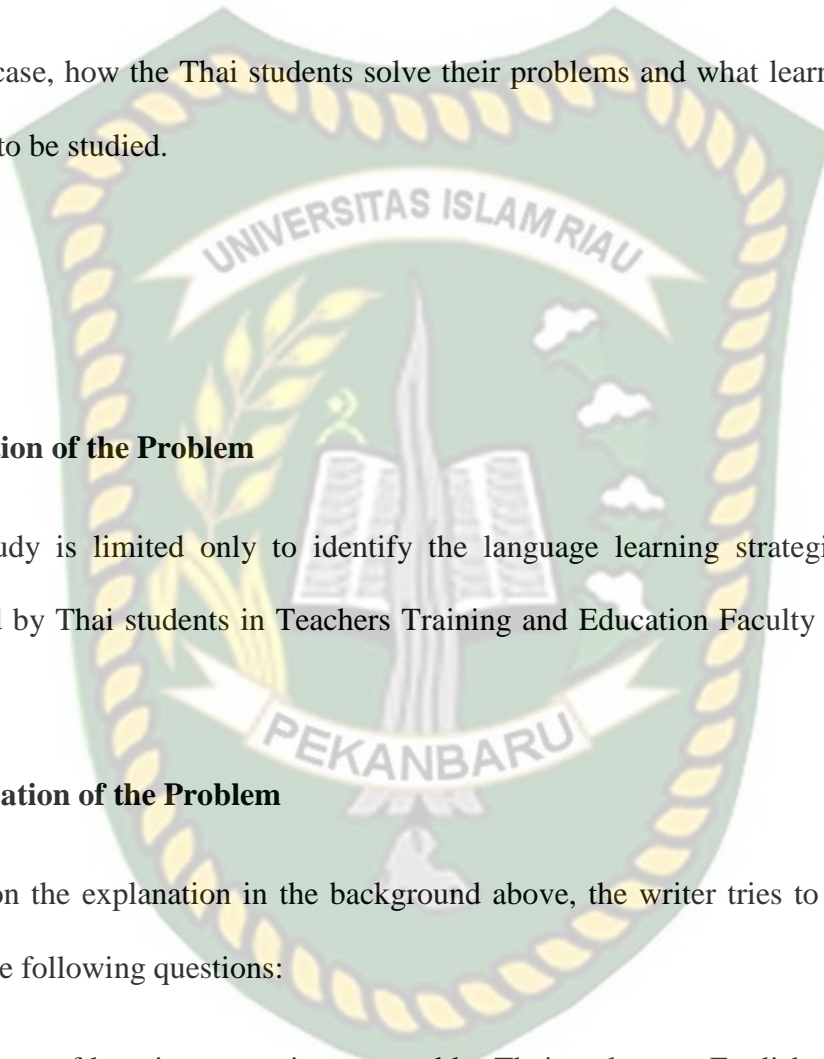 case, how the Thai students solve their problems and what learn
to be studied.
UNIVERSITAS ISLAM RIAU
tion of the Problem
udy is limited only to identify the language learning strategi
d by Thai students in Teachers Training and Education Faculty
PEKANBARU
ation of the Problem
on the explanation in the background above, the writer tries to
e following questions: